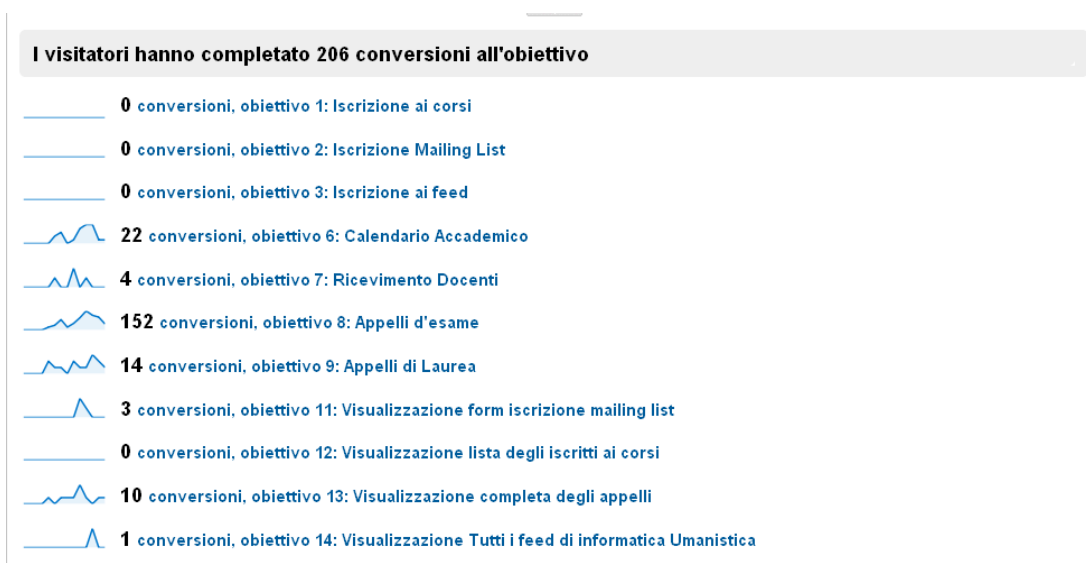 I visitatori hanno completato 206 conversioni all'obiettivo
0 conversioni, obiettivo 1: Iscrizione ai corsi
0 conversioni, obiettivo 2: Iscrizione Mailing List
0 conversioni, obiettivo 3: Iscrizione ai feed
22 conversioni, obiettivo 6: Calendario Accademico
4 conversioni, obiettivo 7: Ricevimento Docenti
152 conversioni, obiettivo 8: Appelli d'esame
14 conversioni, obiettivo 9: Appelli di Laurea
3 conversioni, obiettivo 11: Visualizzazione form iscrizione mailing list
0 conversioni, obiettivo 12: Visualizzazione lista degli iscritti ai corsi
10 conversioni, obiettivo 13: Visualizzazione completa degli appelli
1 conversioni, obiettivo 14: Visualizzazione Tutti i feed di informatica Umanistica